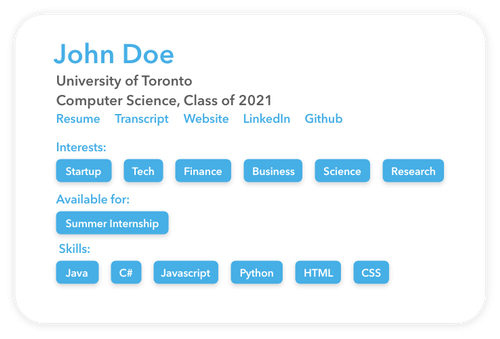 John Doe
University of Toronto
Computer Science, Class of 2021
Resume Transcript Website LinkedIn Github
Interests:
Startup Tech Finance Business Science Research
Available for:
Summer Internship
Skills:
Java C# Javascript Python HTML CSS